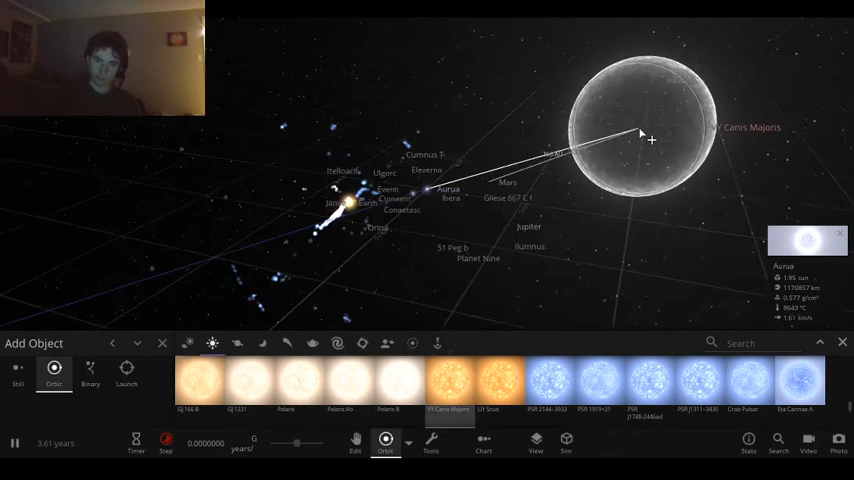 VY Canis Majoris
Cumnus T
Itelloacia
Ulgorc
Eleverna
Mars
Eventi
Aurua
Ctonaent
Ibera
Earth
Gliese 667 C f
Conaetasc
Orina
Jupiter
51 Peg b
Ilumnus
Planet Nine
Aurua
1.95 sun
1170857 km
0.577 g/cm³
8643 °C
1.61 km/s
Add Object
Search
Still
Orbit
Binary
Launch
GJ 166 B
GJ 1221
Polaris
Polaris Ab
Polaris B
VY Canis Majoris
UY Scuti
PSR 2144-3933
PSR 1919+21
PSR J1748-2446ad
PSR J1311-3430
Crab Pulsar
Eta Carinae A
3.61 years
Timer
Step
0.0000000
G years/
Edit
Orbit
Tools
Chart
View
Sim
Stats
Search
Video
Photo